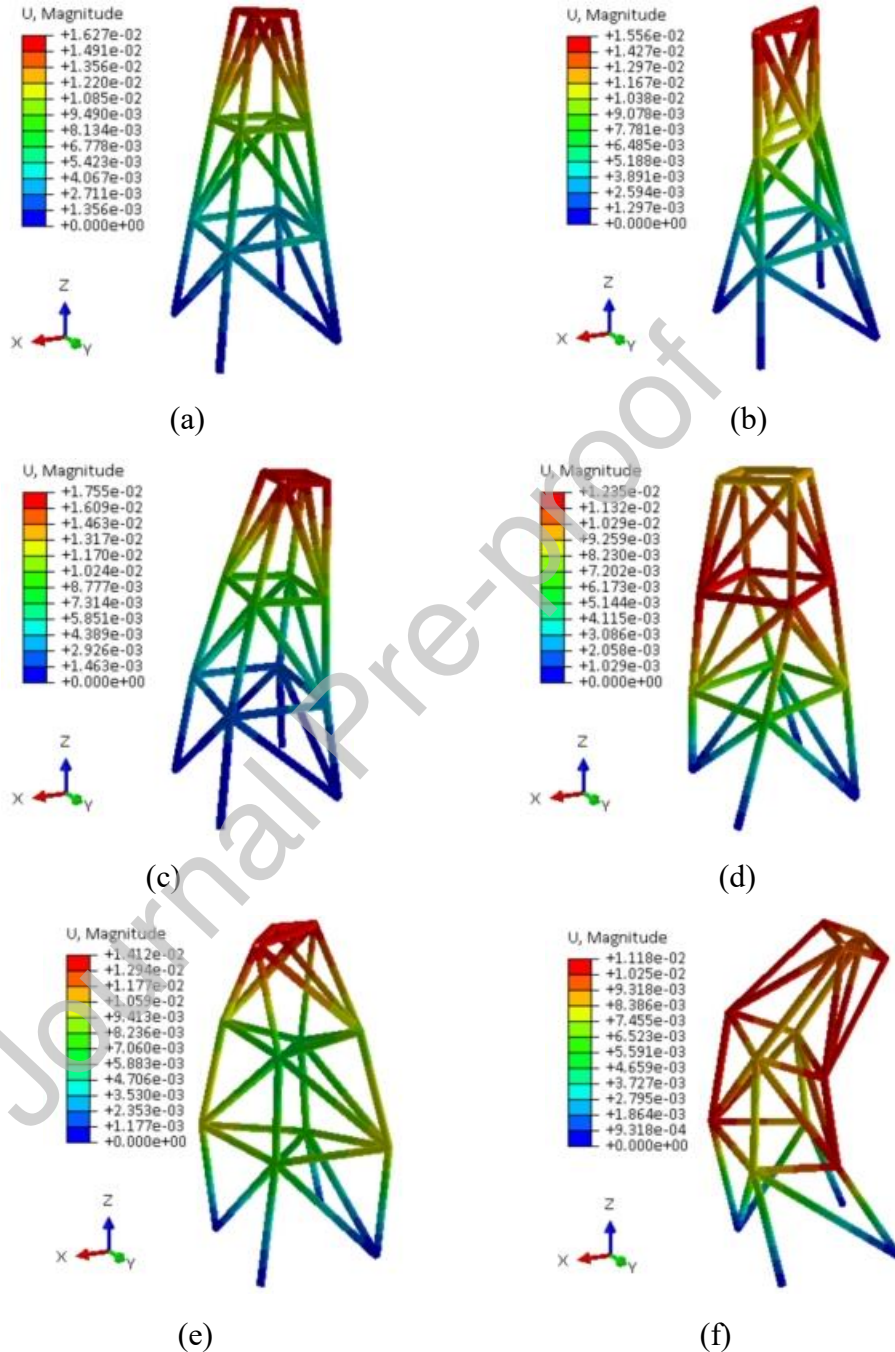 U, Magnitude
+1.627e-02
+1.491e-02
+1.356e-02
+1.220e-02
+1.085e-02
+9.490e-03
+8.134e-03
+6.778e-03
+5.423e-03
+4.067e-03
+2.711e-03
+1.356e-03
+0.000e+00
Z
X
Y
(a)
U, Magnitude
+1.556e-02
+1.427e-02
+1.297e-02
+1.167e-02
+1.038e-02
+9.078e-03
+7.781e-03
+6.485e-03
+5.188e-03
+3.891e-03
+2.594e-03
+1.297e-03
+0.000e+00
Z
X
Y
(b)
U, Magnitude
+1.755e-02
+1.609e-02
+1.463e-02
+1.317e-02
+1.170e-02
+1.024e-02
+8.777e-03
+7.314e-03
+5.851e-03
+4.389e-03
+2.926e-03
+1.463e-03
+0.000e+00
Z
X
Y
(c)
U, Magnitude
+1.235e-02
+1.132e-02
+1.029e-02
+9.259e-03
+8.230e-03
+7.202e-03
+6.173e-03
+5.144e-03
+4.115e-03
+3.086e-03
+2.058e-03
+1.029e-03
+0.000e+00
Z
X
Y
(d)
U, Magnitude
+1.412e-02
+1.294e-02
+1.177e-02
+1.059e-02
+9.413e-03
+8.236e-03
+7.060e-03
+5.883e-03
+4.706e-03
+3.530e-03
+2.353e-03
+1.177e-03
+0.000e+00
Z
X
Y
(e)
U, Magnitude
+1.118e-02
+1.025e-02
+9.318e-03
+8.386e-03
+7.455e-03
+6.523e-03
+5.591e-03
+4.659e-03
+3.727e-03
+2.795e-03
+1.864e-03
+9.318e-04
+0.000e+00
Z
X
Y
(f)
Journal Pre-proof